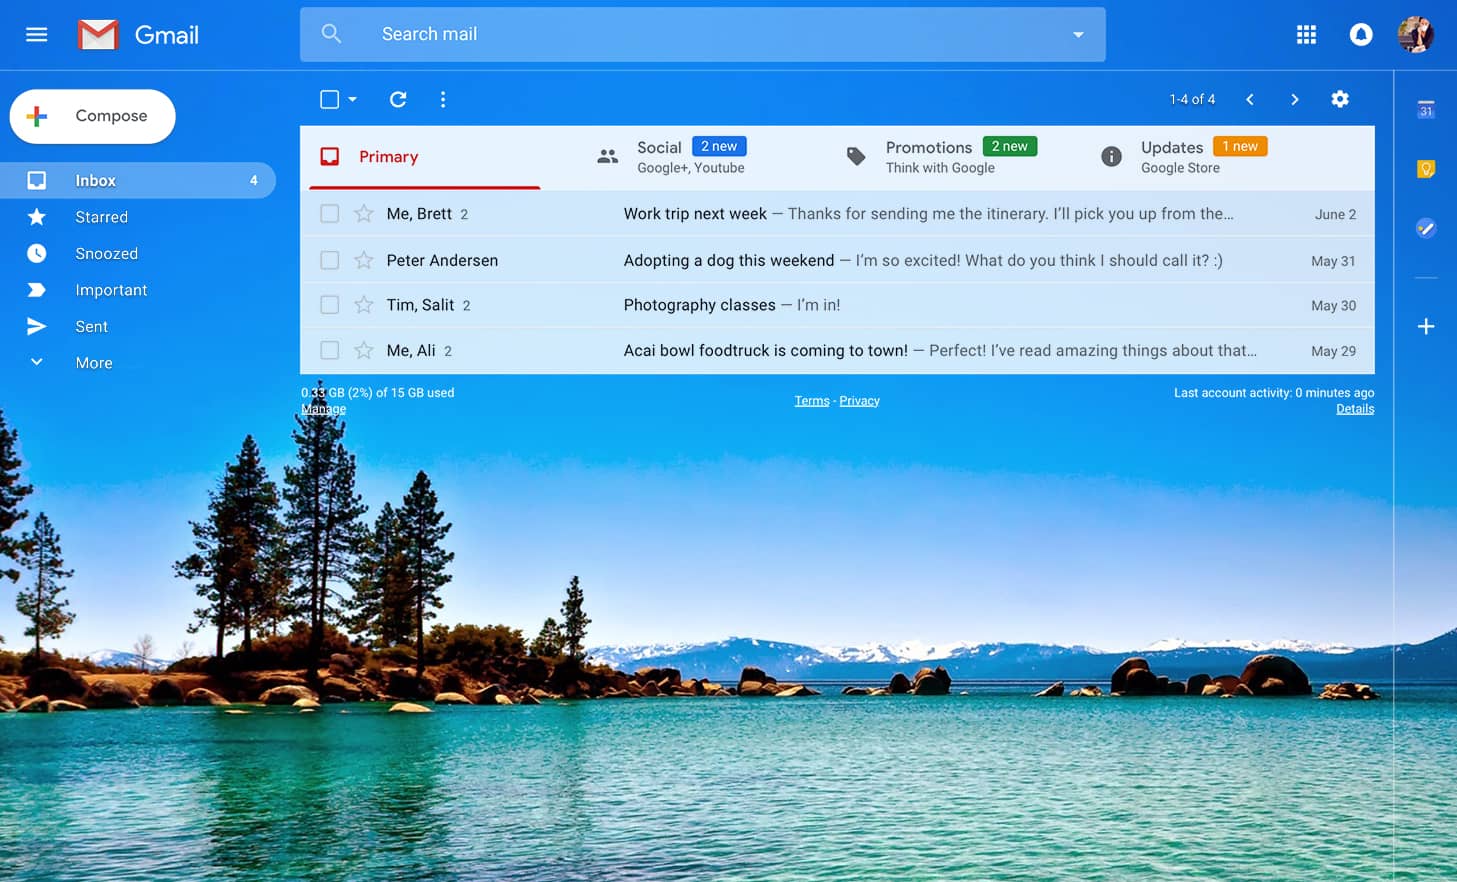 Gmail
Search mail
Compose
1-4 of 4
31
Primary
Social 2 new
Google+, Youtube
Promotions 2 new
Think with Google
Updates 1 new
Google Store
Inbox 4
Starred
Snoozed
Important
Sent
More
Me, Brett 2 Work trip next week — Thanks for sending me the itinerary. I’ll pick you up from the… June 2
Peter Andersen Adopting a dog this weekend — I’m so excited! What do you think I should call it? :) May 31
Tim, Salit 2 Photography classes — I’m in! May 30
Me, Ali 2 Acai bowl foodtruck is coming to town! — Perfect! I’ve read amazing things about that… May 29
0.33 GB (2%) of 15 GB used
Manage
Terms - Privacy
Last account activity: 0 minutes ago
Details